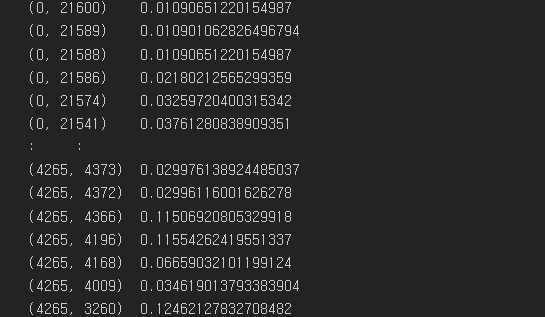 (0, 21600) 0.01090651220154987
(0, 21589) 0.010901062826496794
(0, 21588) 0.01090651220154987
(0, 21586) 0.02180212565299359
(0, 21574) 0.03259720400315342
(0, 21541) 0.03761280838909351
: :
(4265, 4373) 0.029976138924485037
(4265, 4372) 0.02996116001626278
(4265, 4366) 0.11506920805329918
(4265, 4196) 0.11554262419551337
(4265, 4168) 0.06659032101199124
(4265, 4009) 0.034619013793383904
(4265, 3260) 0.12462127832708482